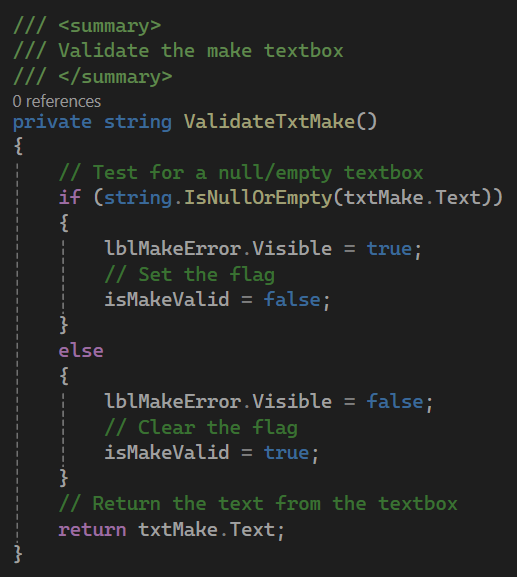 /// <summary>
/// Validate the make textbox
/// </summary>
0 references
private string ValidateTxtMake()
{
    // Test for a null/empty textbox
    if (string.IsNullOrEmpty(txtMake.Text))
    {
        lblMakeError.Visible = true;
        // Set the flag
        isMakeValid = false;
    }
    else
    {
        lblMakeError.Visible = false;
        // Clear the flag
        isMakeValid = true;
    }
    // Return the text from the textbox
    return txtMake.Text;
}